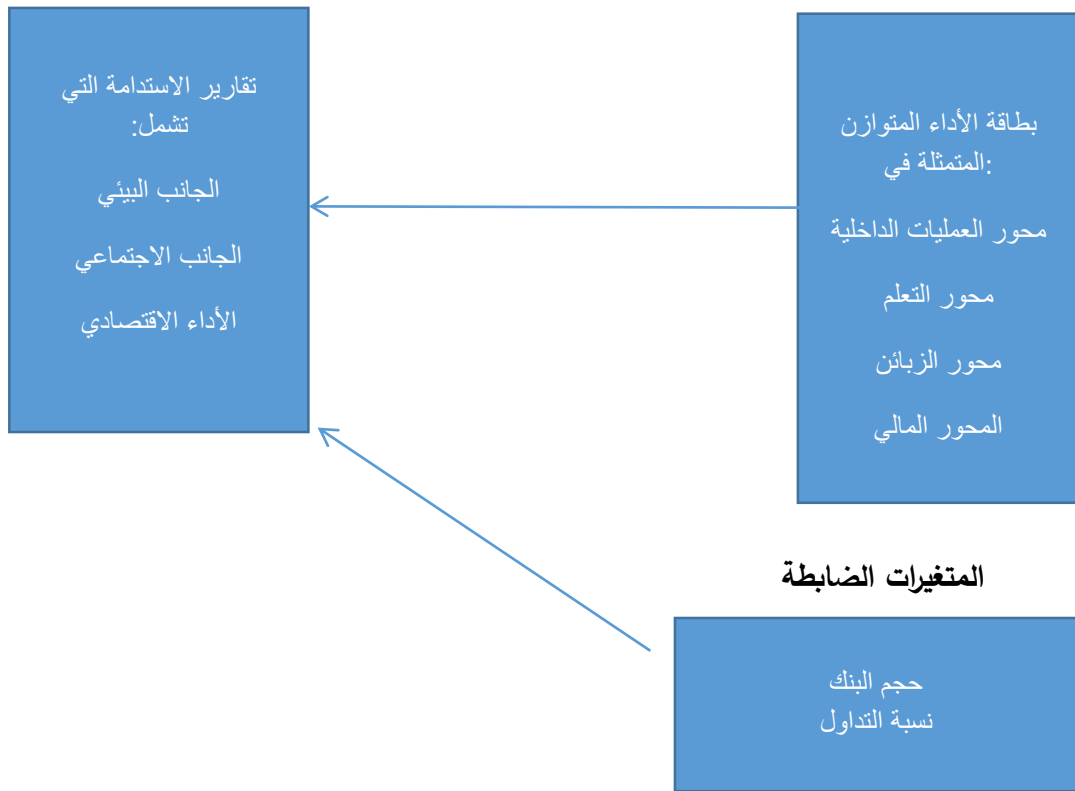 بطاقة الأداء المتوازن
المتمثلة في:
محور العمليات الداخلية
محور التعلم
محور الزبائن
المحور المالي
تقارير الاستدامة التي
تشمل:
الجانب البيئي
الجانب الاجتماعي
الأداء الاقتصادي
المتغيرات الضابطة
حجم البنك
نسبة التداول